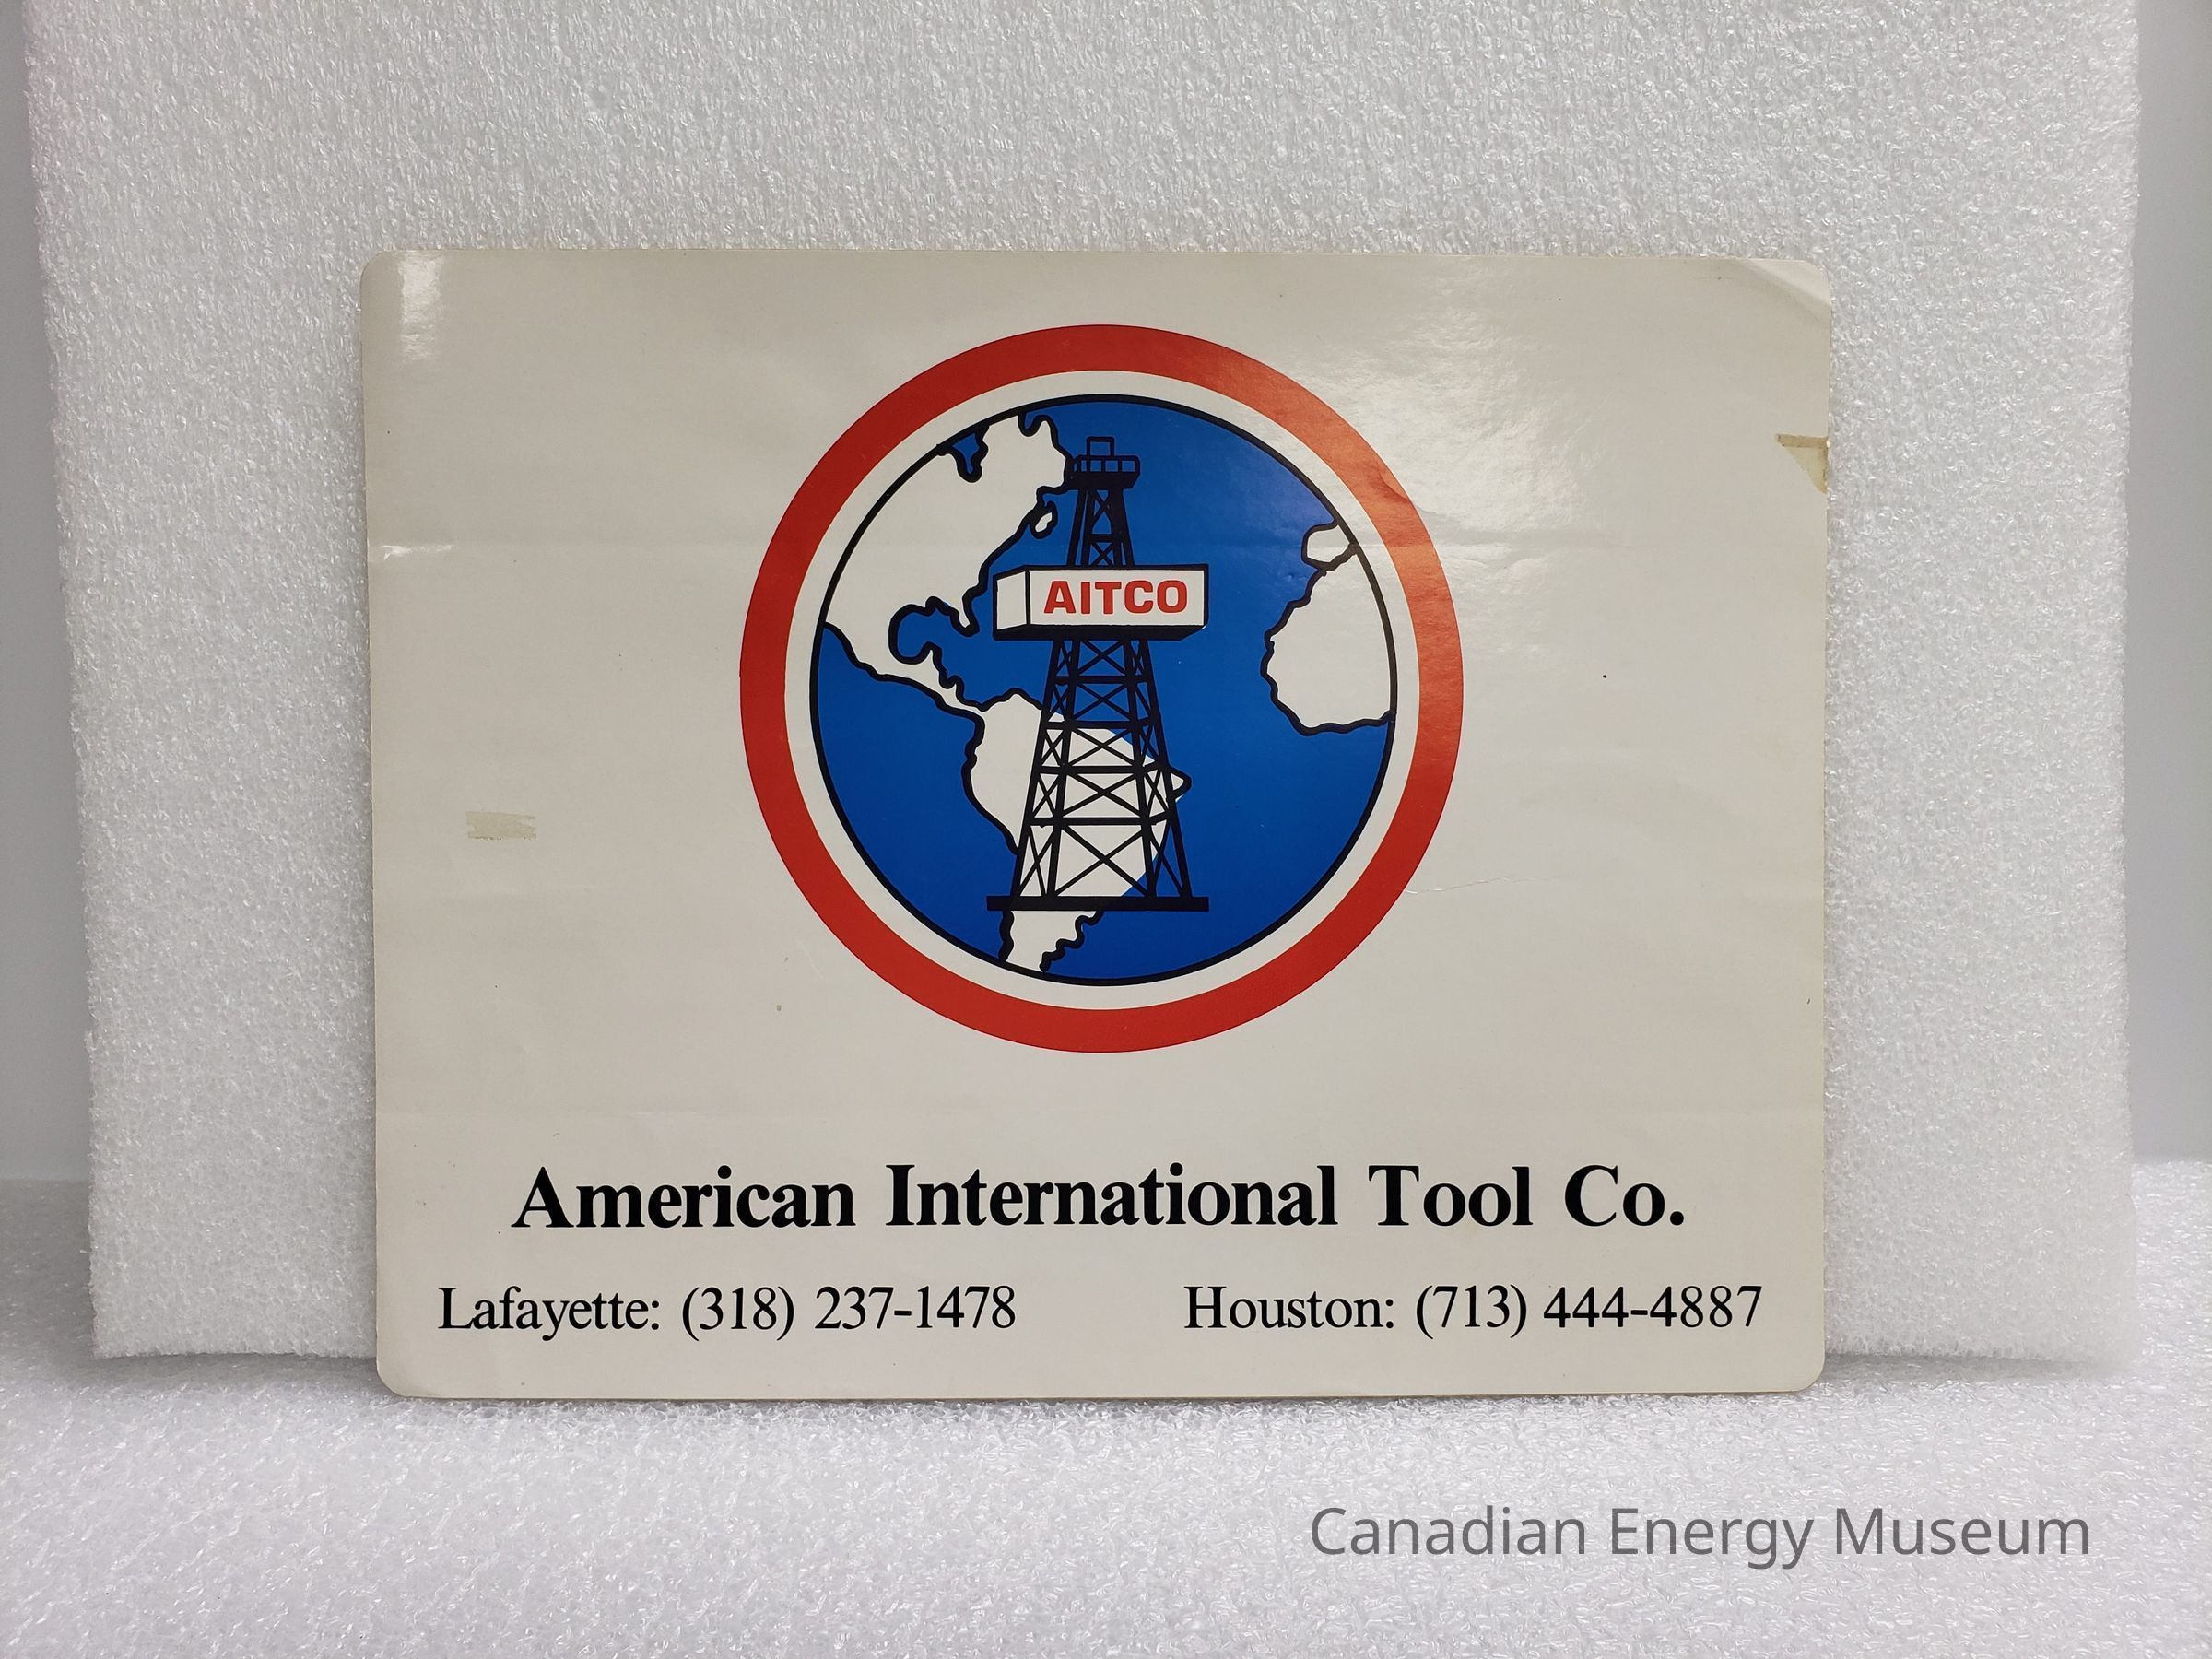 AITCO
American International Tool Co.
Lafayette: (318) 237-1478
Houston: (713) 444-4887
Canadian Energy Museum